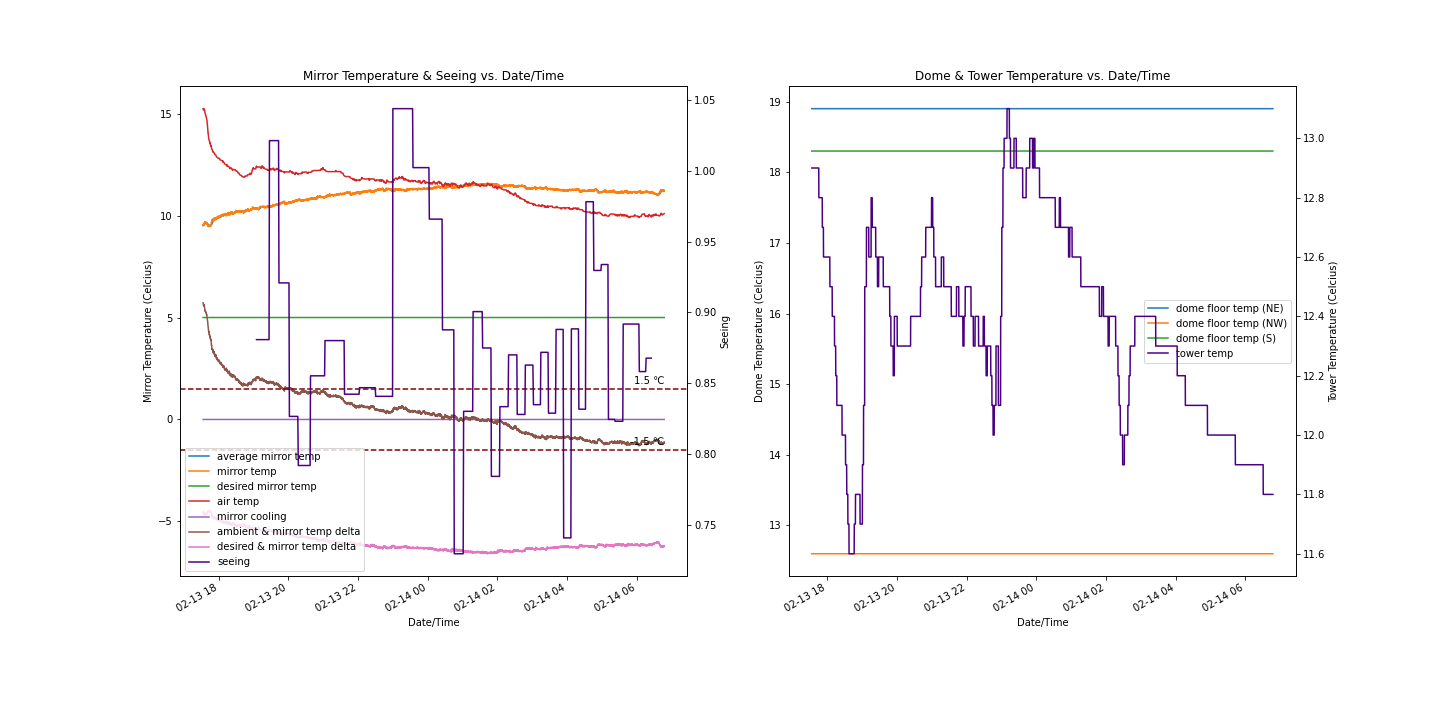 Mirror Temperature & Seeing vs. Date/Time
15
10
5
0
−5
Mirror Temperature (Celcius)
1.05
1.00
0.95
0.90
0.85
0.80
0.75
Seeing
1.5 °C
-1.5 °C
average mirror temp
mirror temp
desired mirror temp
air temp
mirror cooling
ambient & mirror temp delta
desired & mirror temp delta
seeing
02-13 18
02-13 20
02-13 22
02-14 00
02-14 02
02-14 04
02-14 06
Date/Time
Dome & Tower Temperature vs. Date/Time
19
18
17
16
15
14
13
Dome Temperature (Celcius)
13.0
12.8
12.6
12.4
12.2
12.0
11.8
11.6
Tower Temperature (Celcius)
dome floor temp (NE)
dome floor temp (NW)
dome floor temp (S)
tower temp
02-13 18
02-13 20
02-13 22
02-14 00
02-14 02
02-14 04
02-14 06
Date/Time